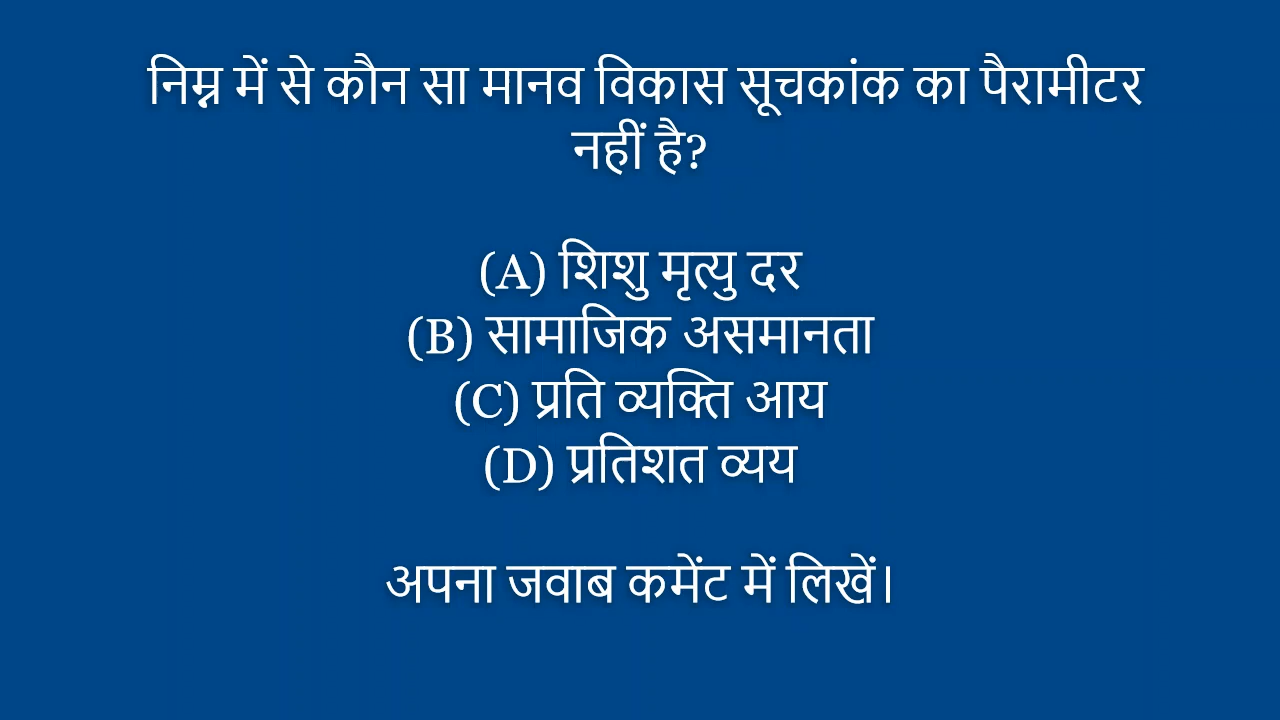 निम्न में से कौन सा मानव विकास सूचकांक का पैरामीटर
नहीं है?
(A) शिशु मृत्यु दर
(B) सामाजिक असमानता
(C) प्रति व्यक्ति आय
(D) प्रतिशत व्यय
अपना जवाब कमेंट में लिखें।